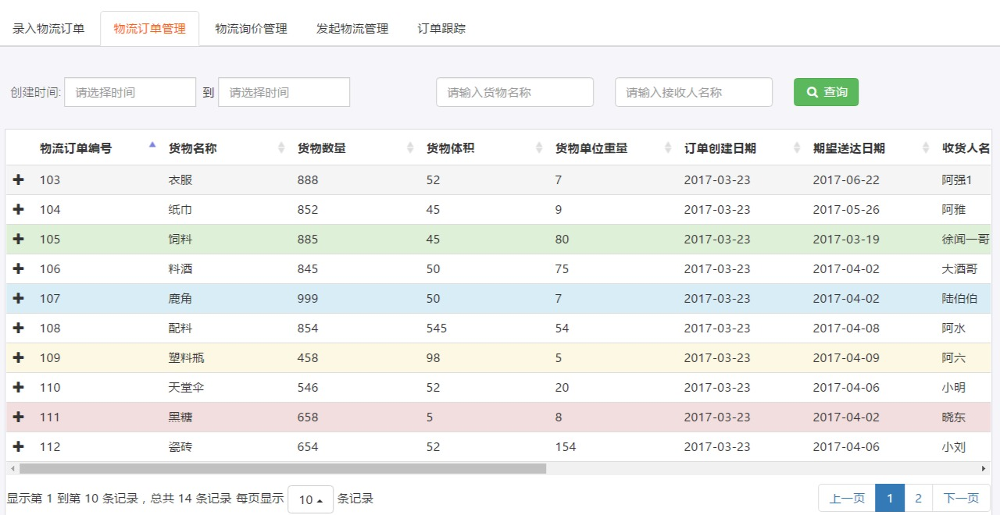 录入物流订单 物流订单管理 物流询价管理 发起物流管理 订单跟踪
创建时间: 请选择时间 到 请选择时间 请输入货物名称 请输入接收人名称 查询
物流订单编号 货物名称 货物数量 货物体积 货物单位重量 订单创建日期 期望送达日期 收货人名
103 衣服 888 52 7 2017-03-23 2017-06-22 阿强1
104 纸巾 852 45 9 2017-03-23 2017-05-26 阿雅
105 饲料 885 45 80 2017-03-23 2017-03-19 徐闻一哥
106 料酒 845 50 75 2017-03-23 2017-04-02 大酒哥
107 鹿角 999 50 7 2017-03-23 2017-04-02 陆伯伯
108 配料 854 545 54 2017-03-23 2017-04-08 阿水
109 塑料瓶 458 98 5 2017-03-23 2017-04-09 阿六
110 天堂伞 546 52 20 2017-03-23 2017-04-06 小明
111 黑糖 658 5 8 2017-03-23 2017-04-02 晓东
112 瓷砖 654 52 154 2017-03-23 2017-04-06 小刘
显示第 1 到第 10 条记录，总共 14 条记录 每页显示 10 条记录 上一页 1 2 下一页